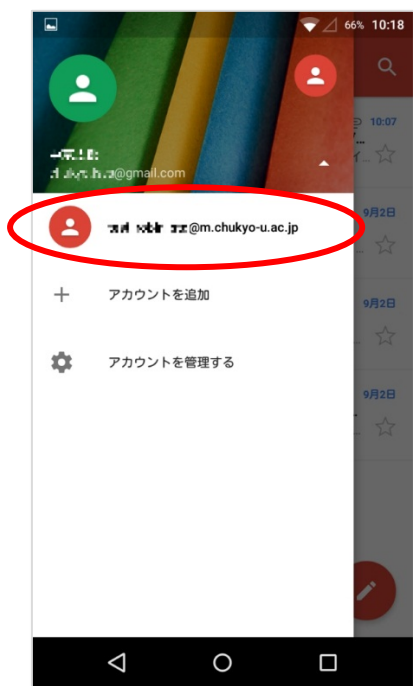 66% 10:18
10:07
@gmail.com
9月2日
@m.chukyo-u.ac.jp
アカウントを追加
9月2日
アカウントを管理する
9月2日